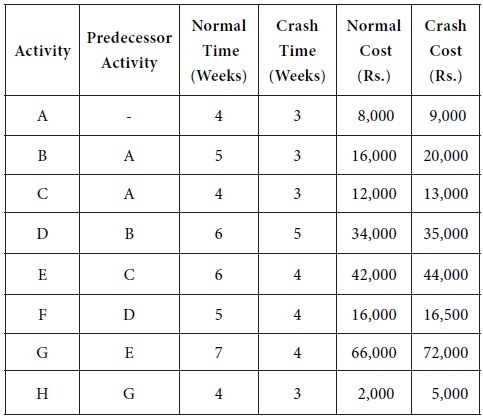 Activity Predecessor Activity Normal Time (Weeks) Crash Time (Weeks) Normal Cost (Rs.) Crash Cost (Rs.)
A - 4 3 8,000 9,000
B A 5 3 16,000 20,000
C A 4 3 12,000 13,000
D B 6 5 34,000 35,000
E C 6 4 42,000 44,000
F D 5 4 16,000 16,500
G E 7 4 66,000 72,000
H G 4 3 2,000 5,000